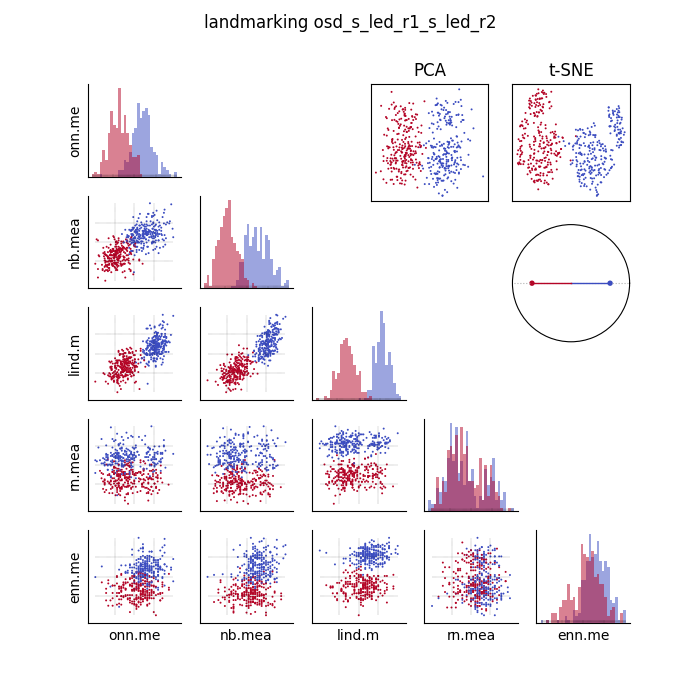 landmarking osd_s_led_r1_s_led_r2
PCA
t-SNE
onn.me
nb.mea
lind.m
m.mea
enn.me
onn.me
nb.mea
lind.m
rn.mea
enn.me